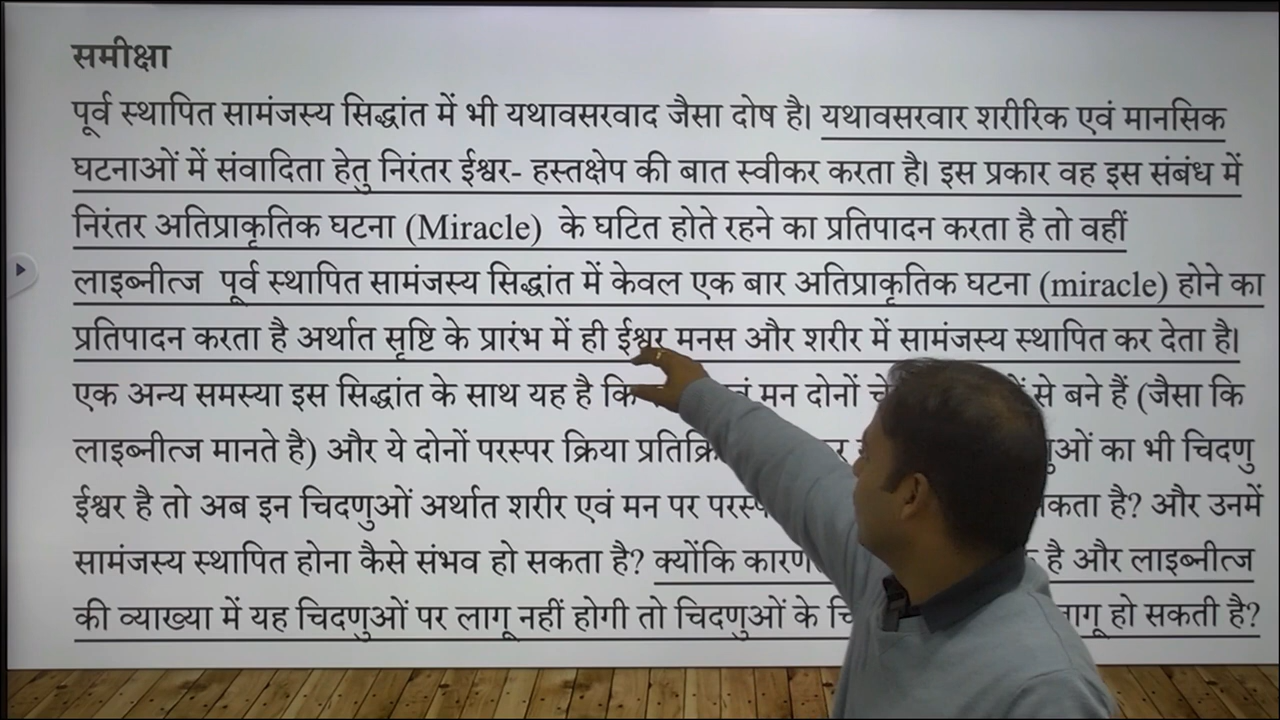 समीक्षा
पूर्व स्थापित सामंजस्य सिद्धांत में भी यथावसरवाद जैसा दोष है। यथावसरवार शरीरिक एवं मानसिक
घटनाओं में संवादिता हेतु निरंतर ईश्वर- हस्तक्षेप की बात स्वीकर करता है। इस प्रकार वह इस संबंध में
निरंतर अतिप्राकृतिक घटना (Miracle) के घटित होते रहने का प्रतिपादन करता है तो वहीं
लाइब्नीत्ज पूर्व स्थापित सामंजस्य सिद्धांत में केवल एक बार अतिप्राकृतिक घटना (miracle) होने का
प्रतिपादन करता है अर्थात सृष्टि के प्रारंभ में ही ईश्वर मनस और शरीर में सामंजस्य स्थापित कर देता है।
एक अन्य समस्या इस सिद्धांत के साथ यह है कि मन दोनों से बने हैं (जैसा कि
लाइब्नीत्ज मानते है) और ये दोनों परस्पर क्रिया का भी चिदणु
ईश्वर है तो अब इन चिदणुओं अर्थात शरीर एवं मन पर है? और उनमें
सामंजस्य स्थापित होना कैसे संभव हो सकता है? क्योंकि है और लाइब्नीत्ज
की व्याख्या में यह चिदणुओं पर लागू नहीं होगी तो चिदणुओं के हो सकती है?